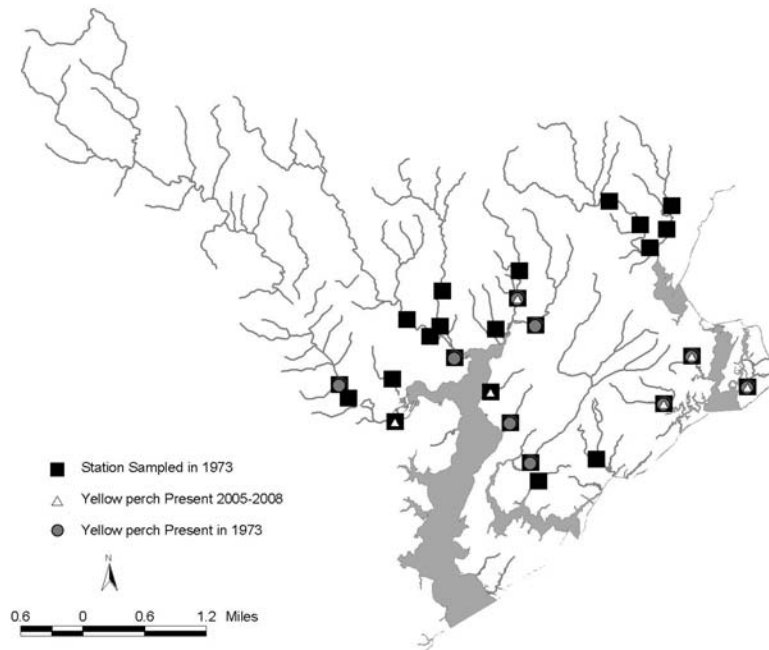 Station Sampled in 1973
Yellow perch Present 2005-2008
Yellow perch Present in 1973
N
0.6 0 0.6 1.2 Miles